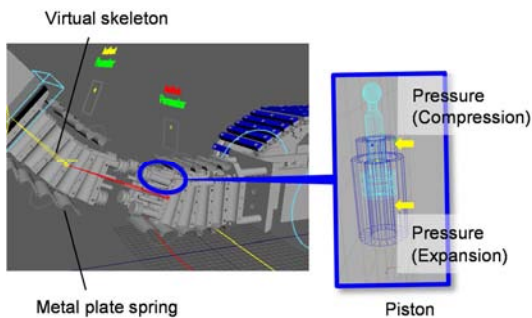 Virtual skeleton
Pressure
(Compression)
Pressure
(Expansion)
Metal plate spring
Piston